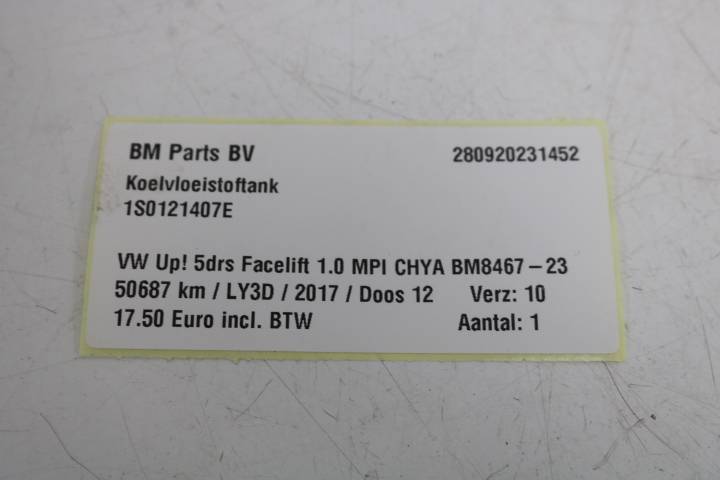 BM Parts BV 280920231452
Koelvloeistoftank
1S0121407E
VW Up! 5drs Facelift 1.0 MPI CHYA BM8467-23
50687 km / LY3D / 2017 / Doos 12 Verz: 10
17.50 Euro incl. BTW Aantal: 1